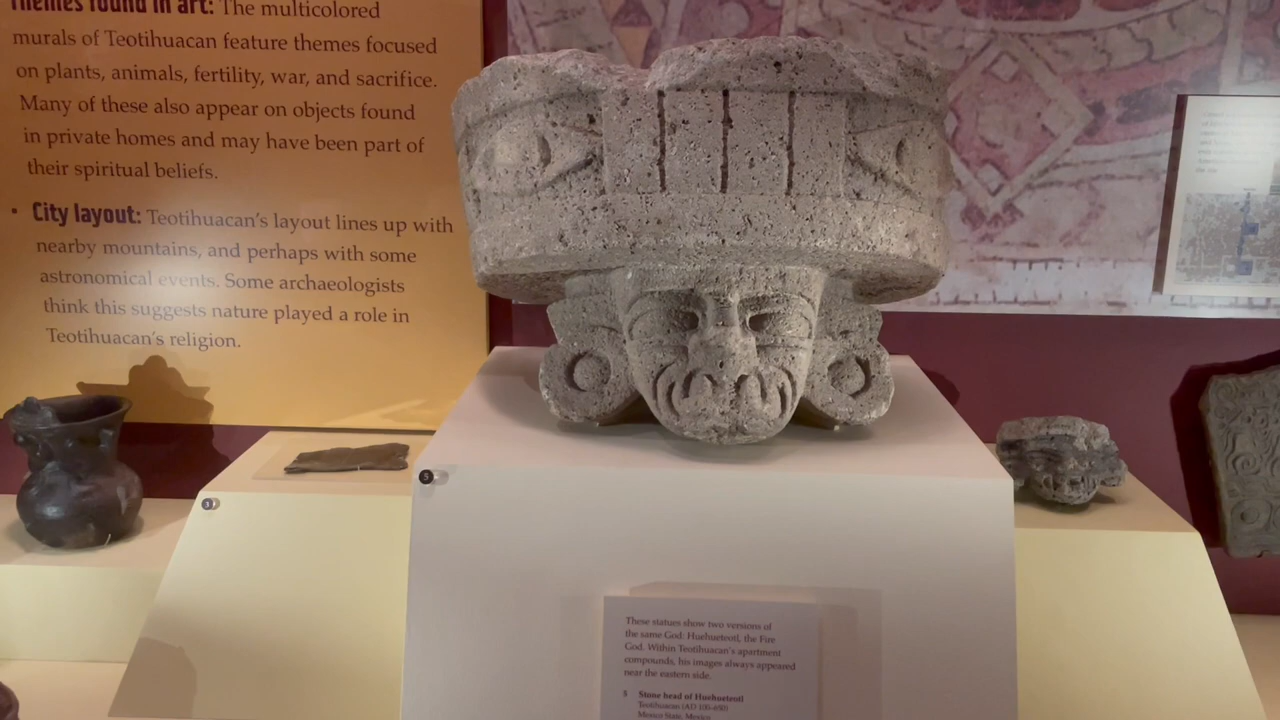 Themes found in art: The multicolored
murals of Teotihuacan feature themes focused
on plants, animals, fertility, war, and sacrifice.
Many of these also appear on objects found
in private homes and may have been part of
their spiritual beliefs.
• City layout: Teotihuacan's layout lines up with
nearby mountains, and perhaps with some
astronomical events. Some archaeologists
think this suggests nature played a role in
Teotihuacan's religion.
3
5
These statues show two versions of
the same God: Huehueteotl, the Fire
God. Within Teotihuacan's apartment
compounds, his images always appeared
near the eastern side.
5 Stone head of Huehueteotl
Teotihuacan (AD 100–650)
Mexico State, Mexico